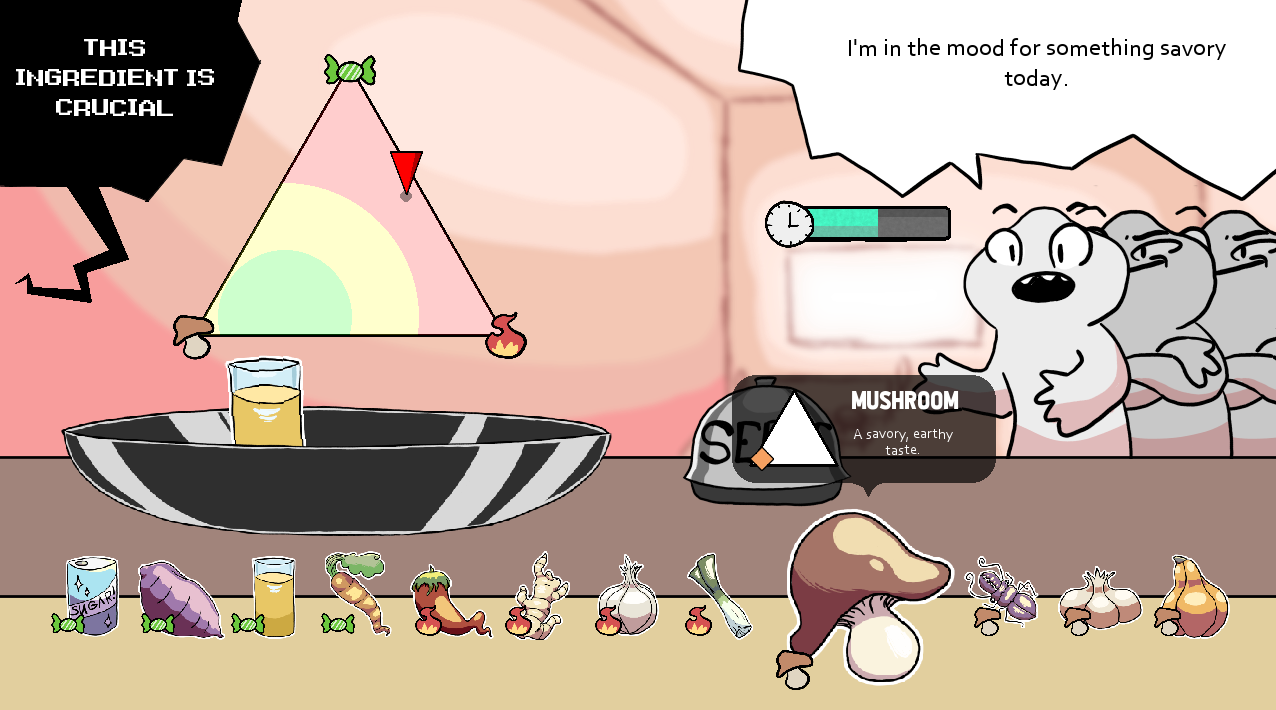 THIS
INGREDIENT IS
CRUCIAL
I'm in the mood for something savory
today.
MUSHROOM
A savory, earthy
taste.
SUGAR!